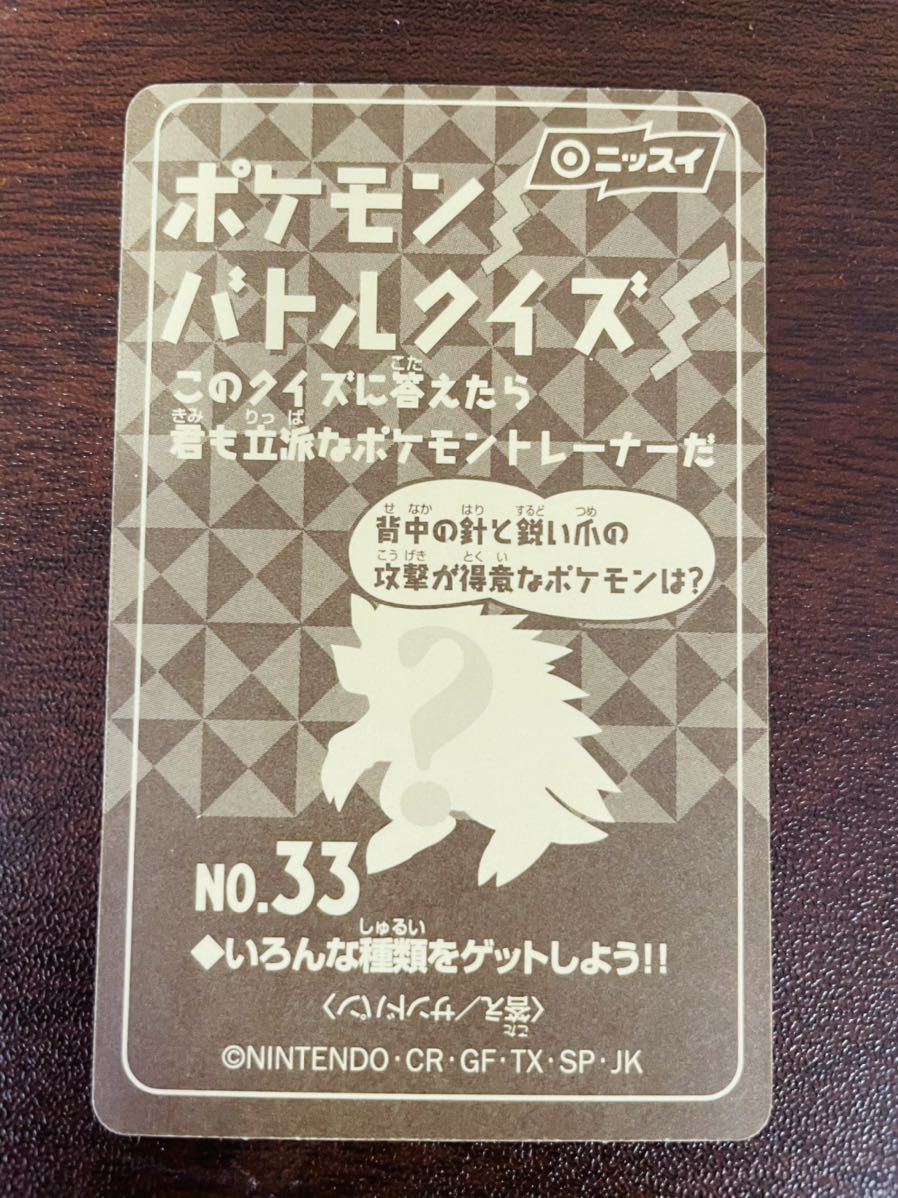 ニッスイ
ポケモン
バトルクイズ
このクイズに答えたら
君も立派なポケモントレーナーだ
背中の針と鋭い爪の
攻撃が得意なポケモンは?
?
NO.33
◆いろんな種類をゲットしよう!!
〈答え/サンドパン〉
©NINTENDO・CR・GF・TX・SP・JK